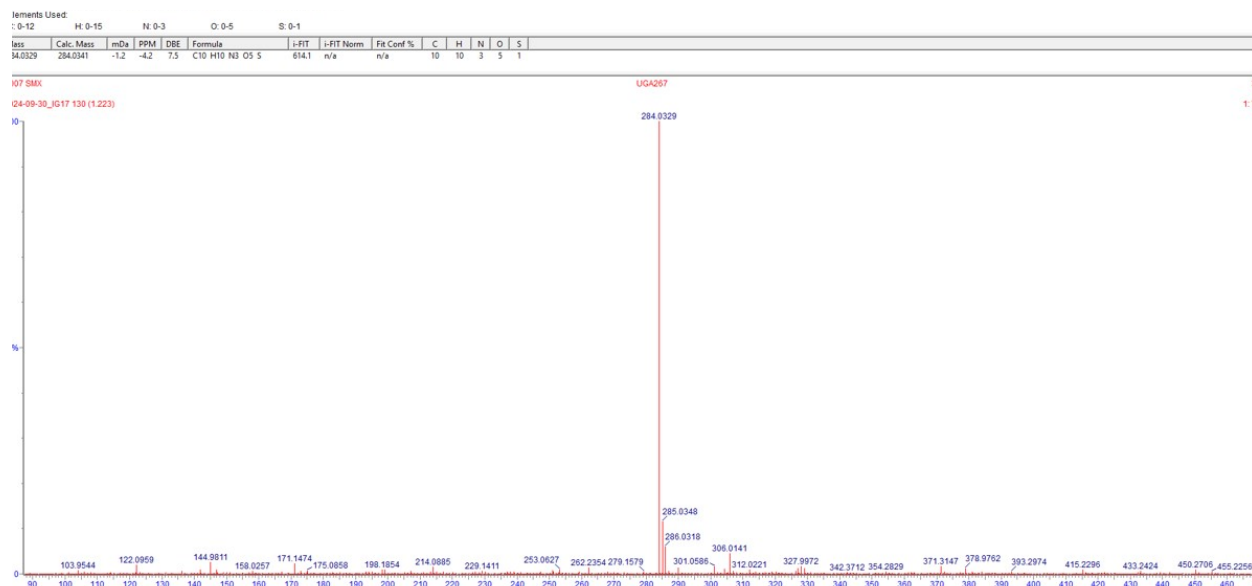 lements Used:
: 0-12 H: 0-15 N: 0-3 O: 0-5 S: 0-1
lass Calc. Mass mDa PPM DBE Formula i-FIT i-FIT Norm Fit Conf % C H N O S
34.0329 284.0341 -1.2 -4.2 7.5 C10 H10 N3 O5 S 614.1 n/a n/a 10 10 3 5 1
007 SMX UGA267
024-09-30_IG17 130 (1.223) 1:
284.0329
%
285.0348
286.0318
306.0141
103.9544 122.0959 144.9811 158.0257 171.1474 175.0858 198.1854 214.0885 229.1411 253.0627 262.2354 279.1579 301.0586 312.0221 327.9972 342.3712 354.2829 371.3147 378.9762 393.2974 415.2296 433.2424 450.2706 455.2259
0
90 100 110 120 130 140 150 160 170 180 190 200 210 220 230 240 250 260 270 280 290 300 310 320 330 340 350 360 370 380 390 400 410 420 430 440 450 460